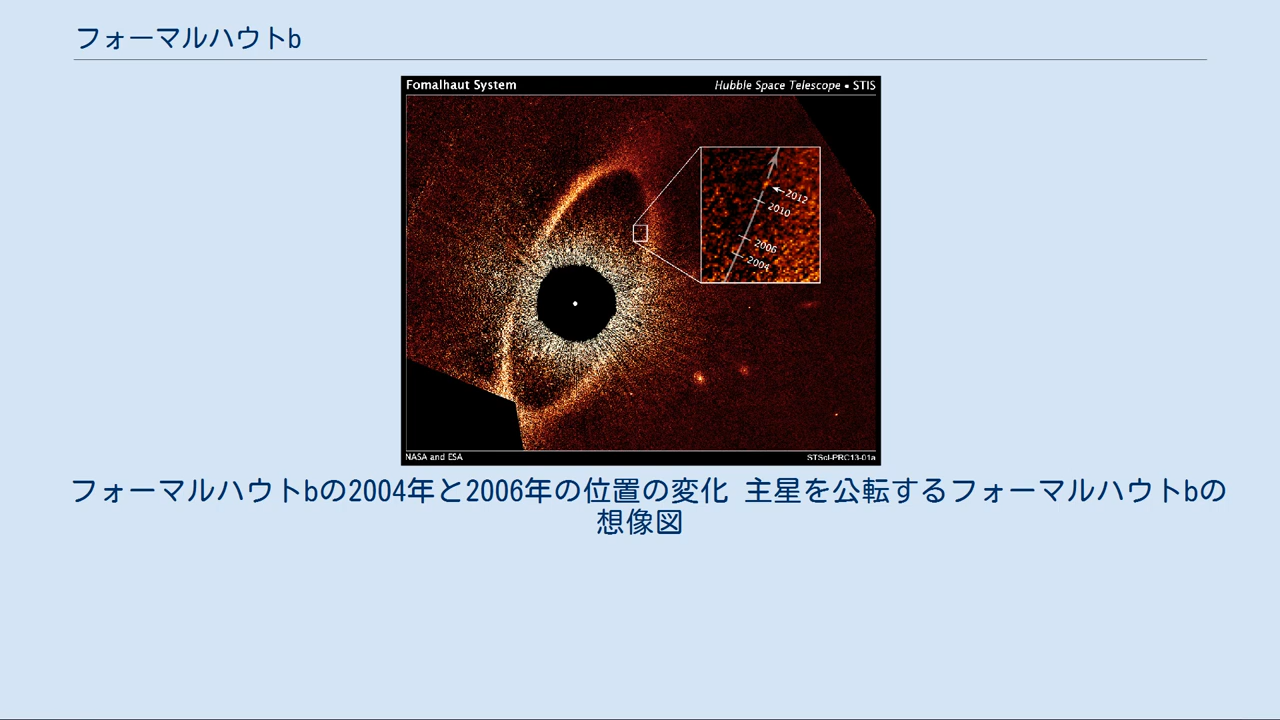 フォーマルハウトb
Fomalhaut System
Hubble Space Telescope • STIS
2012
2010
2006
2004
NASA and ESA
STScI-PRC13-01a
フォーマルハウトbの2004年と2006年の位置の変化 主星を公転するフォーマルハウトbの
想像図